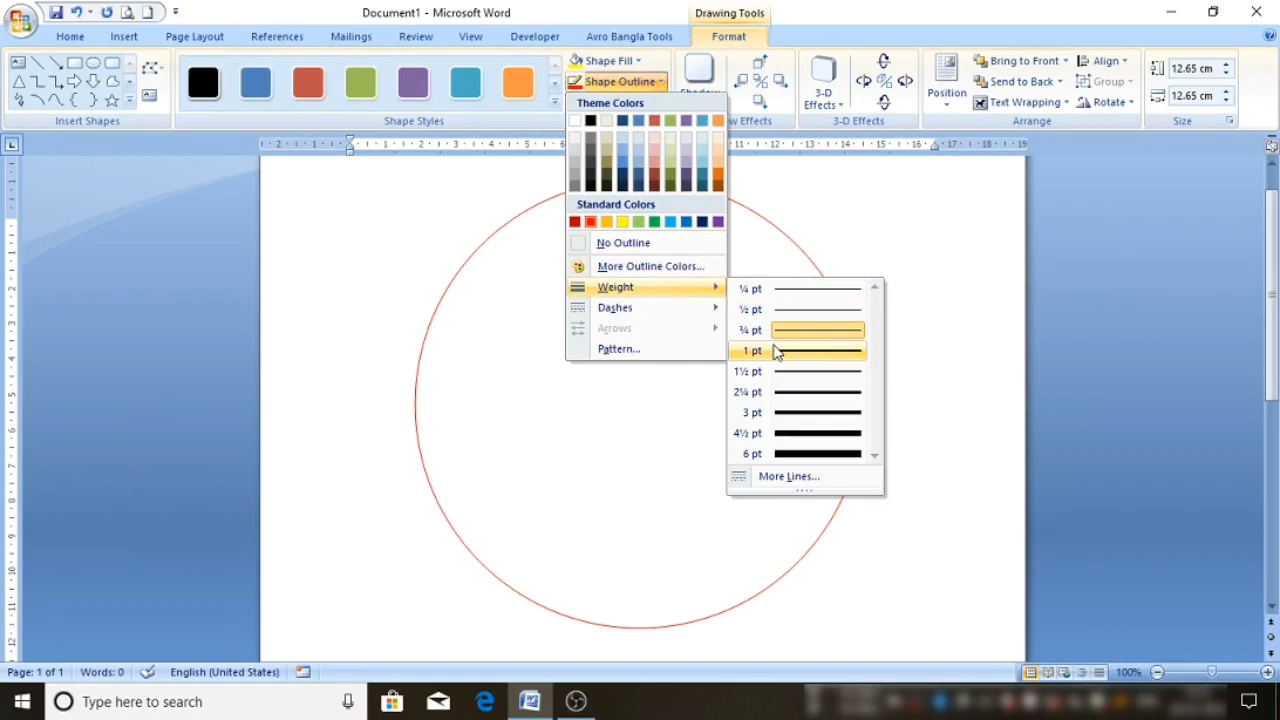 Document1 - Microsoft Word
Drawing Tools
Home
Insert
Page Layout
References
Mailings
Review
View
Developer
Avro Bangla Tools
Format
Shape Fill
Shape Outline
3-D
Effects
Position
Bring to Front
Send to Back
Text Wrapping
Align
Group
Rotate
12.65 cm
12.65 cm
Insert Shapes
Shape Styles
Effects
3-D Effects
Arrange
Size
Theme Colors
Standard Colors
No Outline
More Outline Colors...
Weight
Dashes
Arrows
Pattern...
¼ pt
½ pt
¾ pt
1 pt
1½ pt
2¼ pt
3 pt
4½ pt
6 pt
More Lines...
Page: 1 of 1
Words: 0
English (United States)
100%
Type here to search